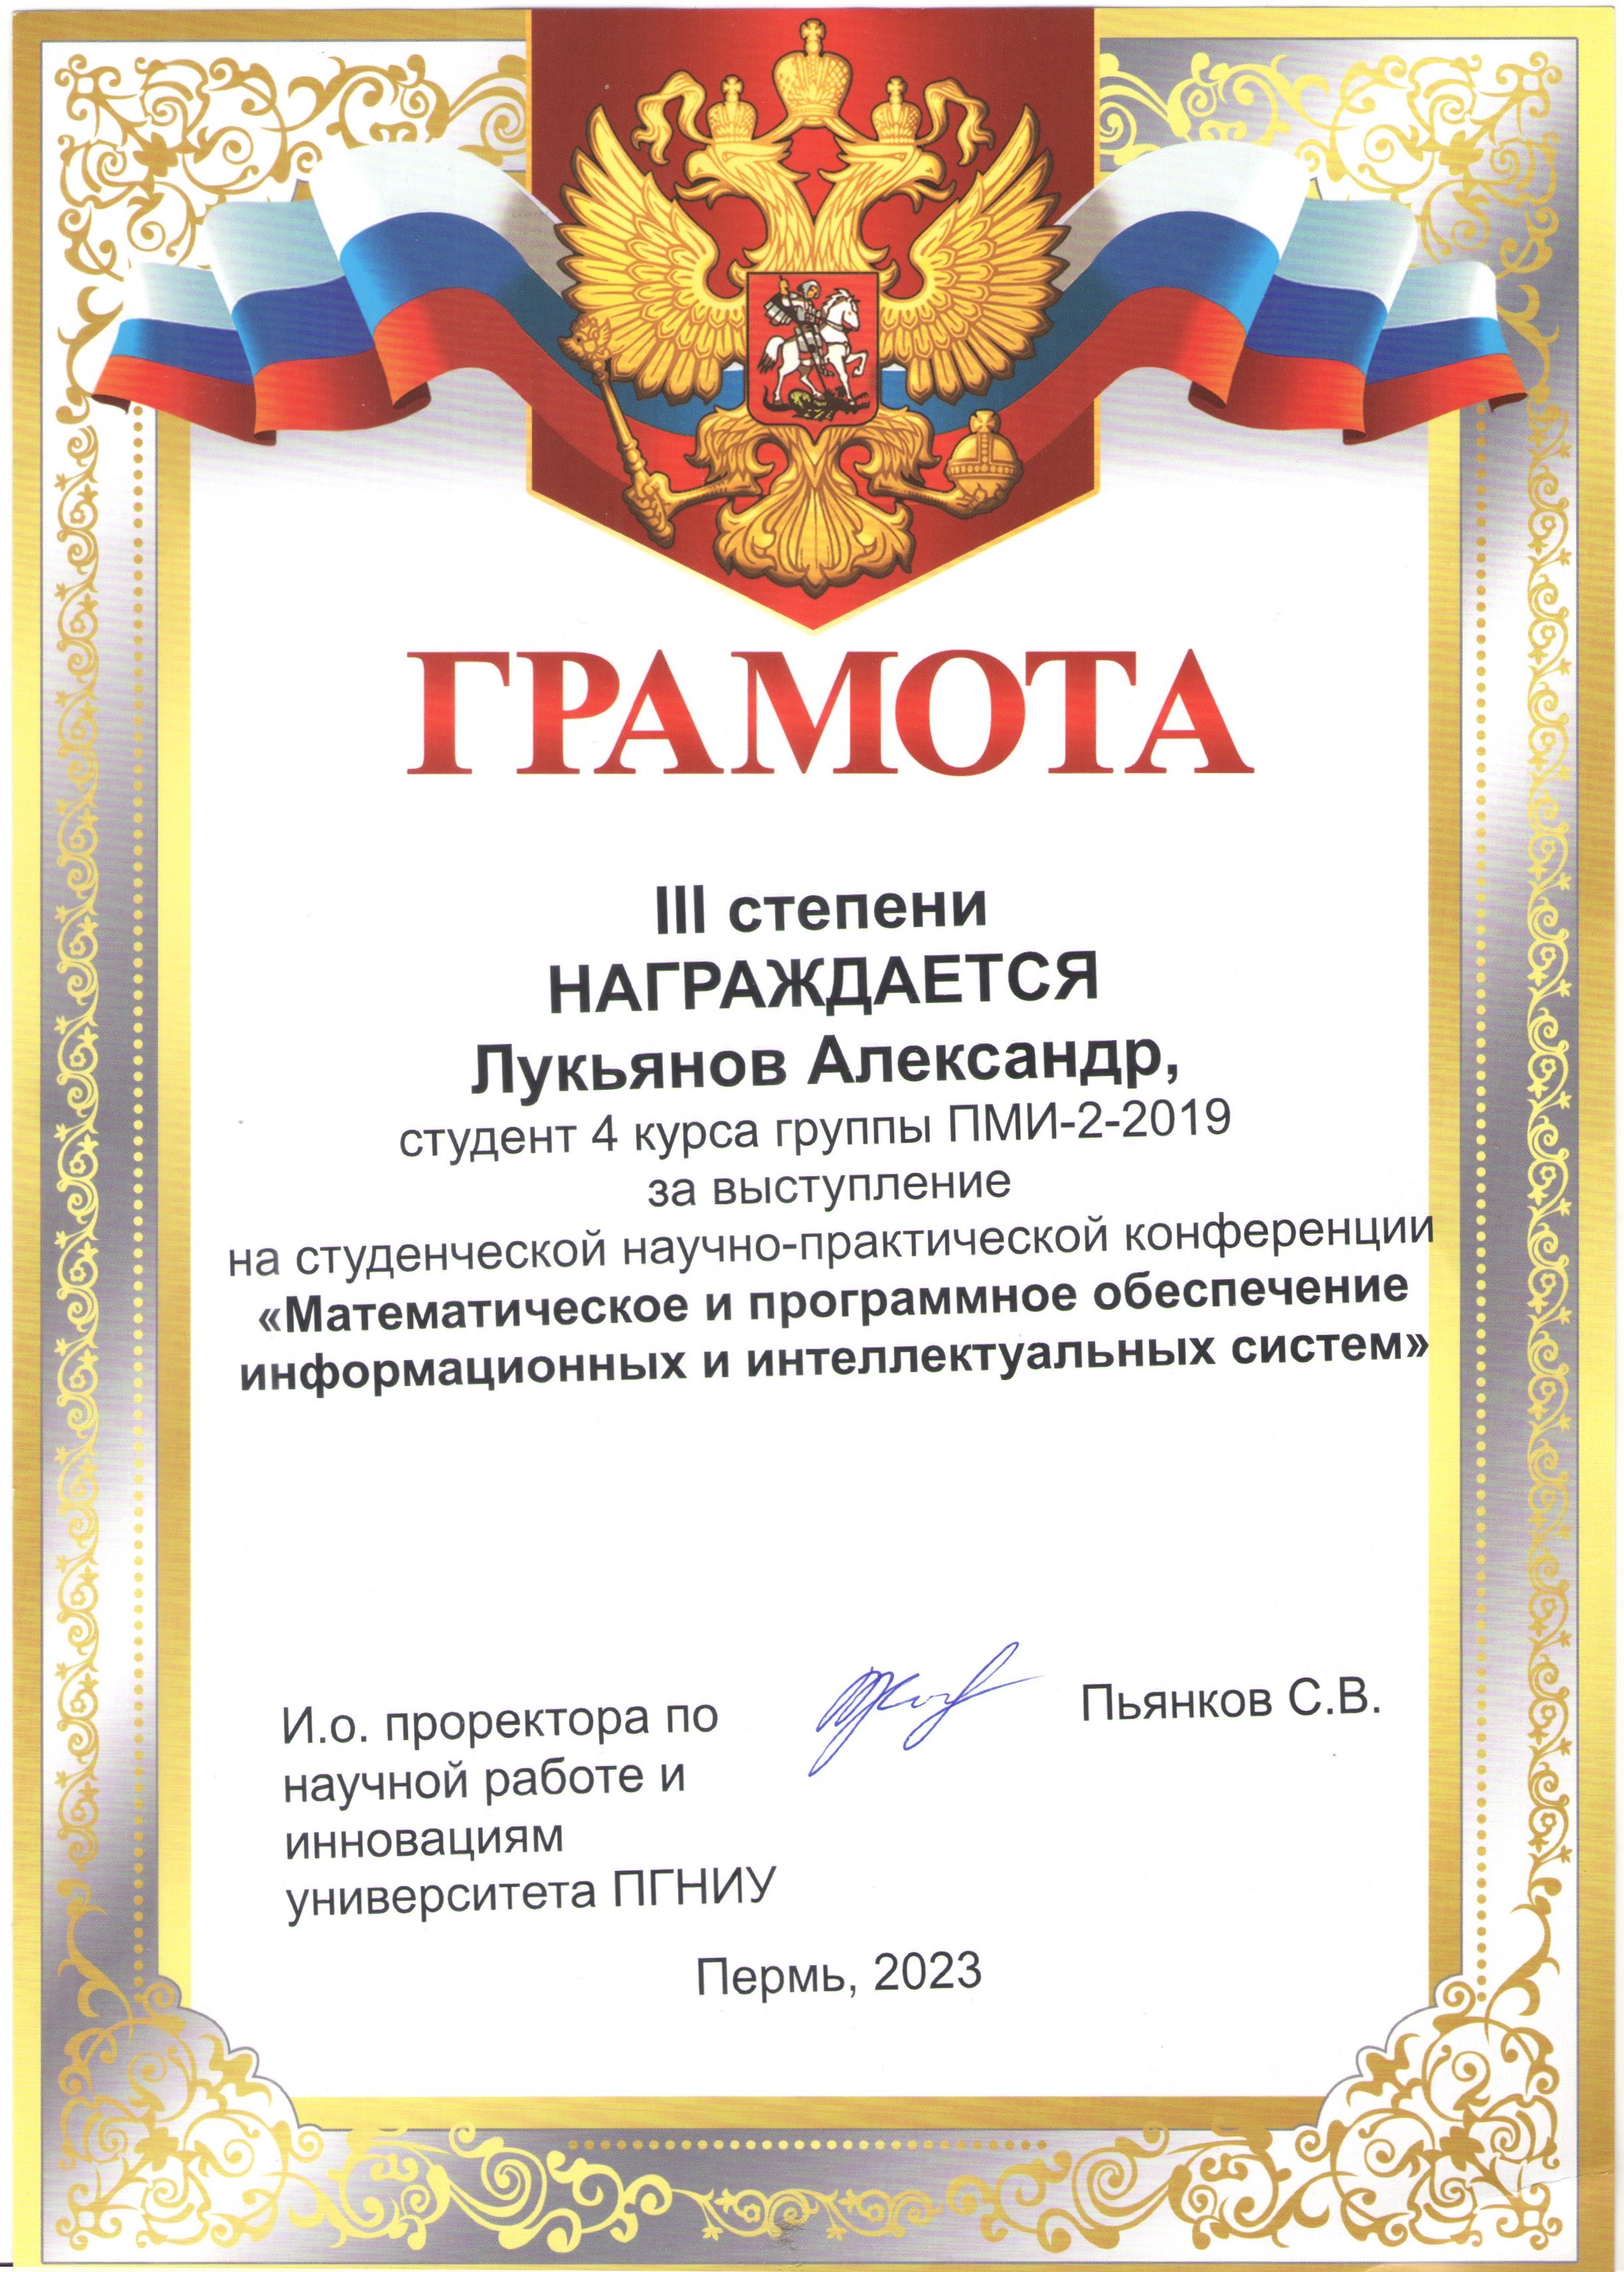 ГРАМОТА
III степени
НАГРАЖДАЕТСЯ
Лукьянов Александр,
студент 4 курса группы ПМИ-2-2019
за выступление
на студенческой научно-практической конференции
«Математическое и программное обеспечение
информационных и интеллектуальных систем»
И.о. проректора по
научной работе и
инновациям
университета ПГНИУ
Пьянков С.В.
Пермь, 2023